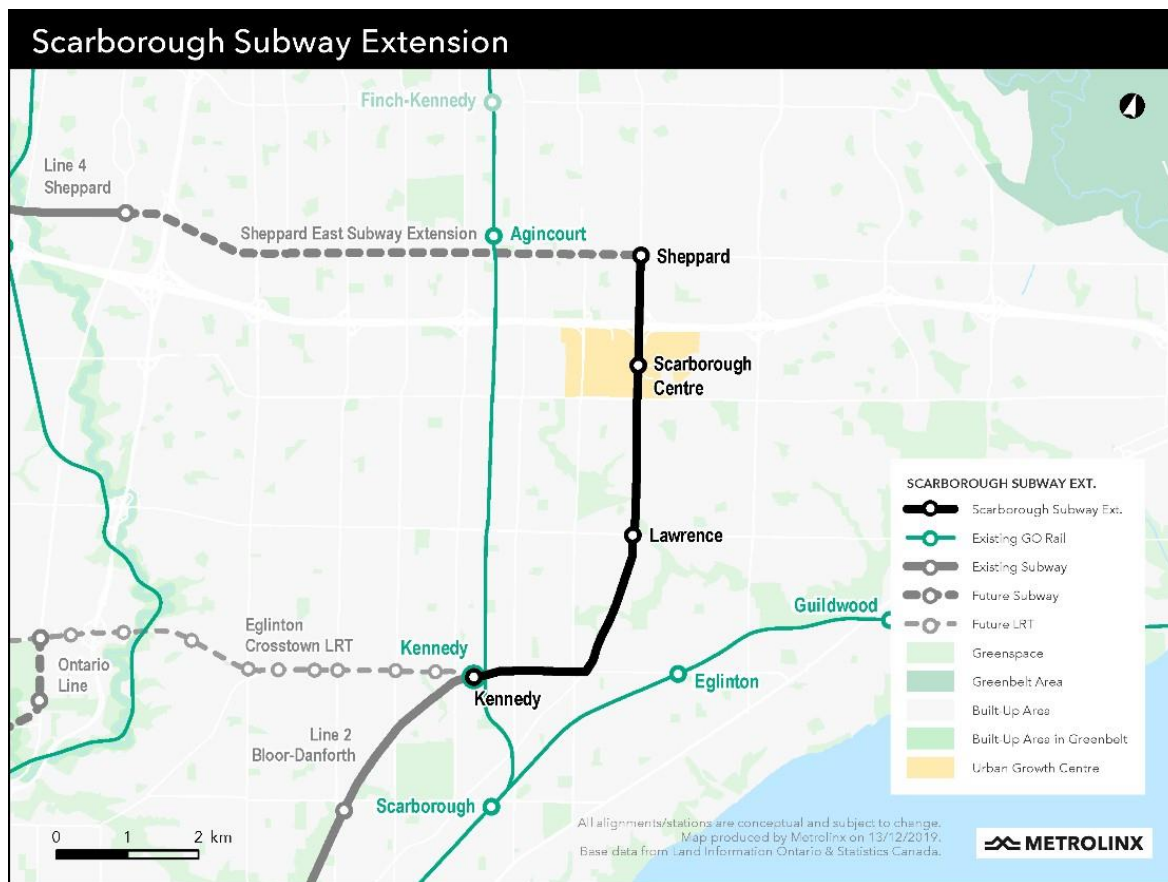 Scarborough Subway Extension
Finch-Kennedy
Line 4
Sheppard
Sheppard East Subway Extension
Agincourt
Sheppard
Scarborough
Centre
Lawrence
Guildwood
Eglinton
Crosstown LRT
Kennedy
Ontario
Line
Kennedy
Eglinton
Line 2
Bloor-Danforth
Scarborough
SCARBOROUGH SUBWAY EXT.
Scarborough Subway Ext.
Existing GO Rail
Existing Subway
Future Subway
Future LRT
Greenspace
Greenbelt Area
Built-Up Area
Built-Up Area in Greenbelt
Urban Growth Centre
0 1 2 km
All alignments/stations are conceptual and subject to change.
Map produced by Metrolinx on 13/12/2019.
Base data from Land Information Ontario & Statistics Canada.
METROLINX